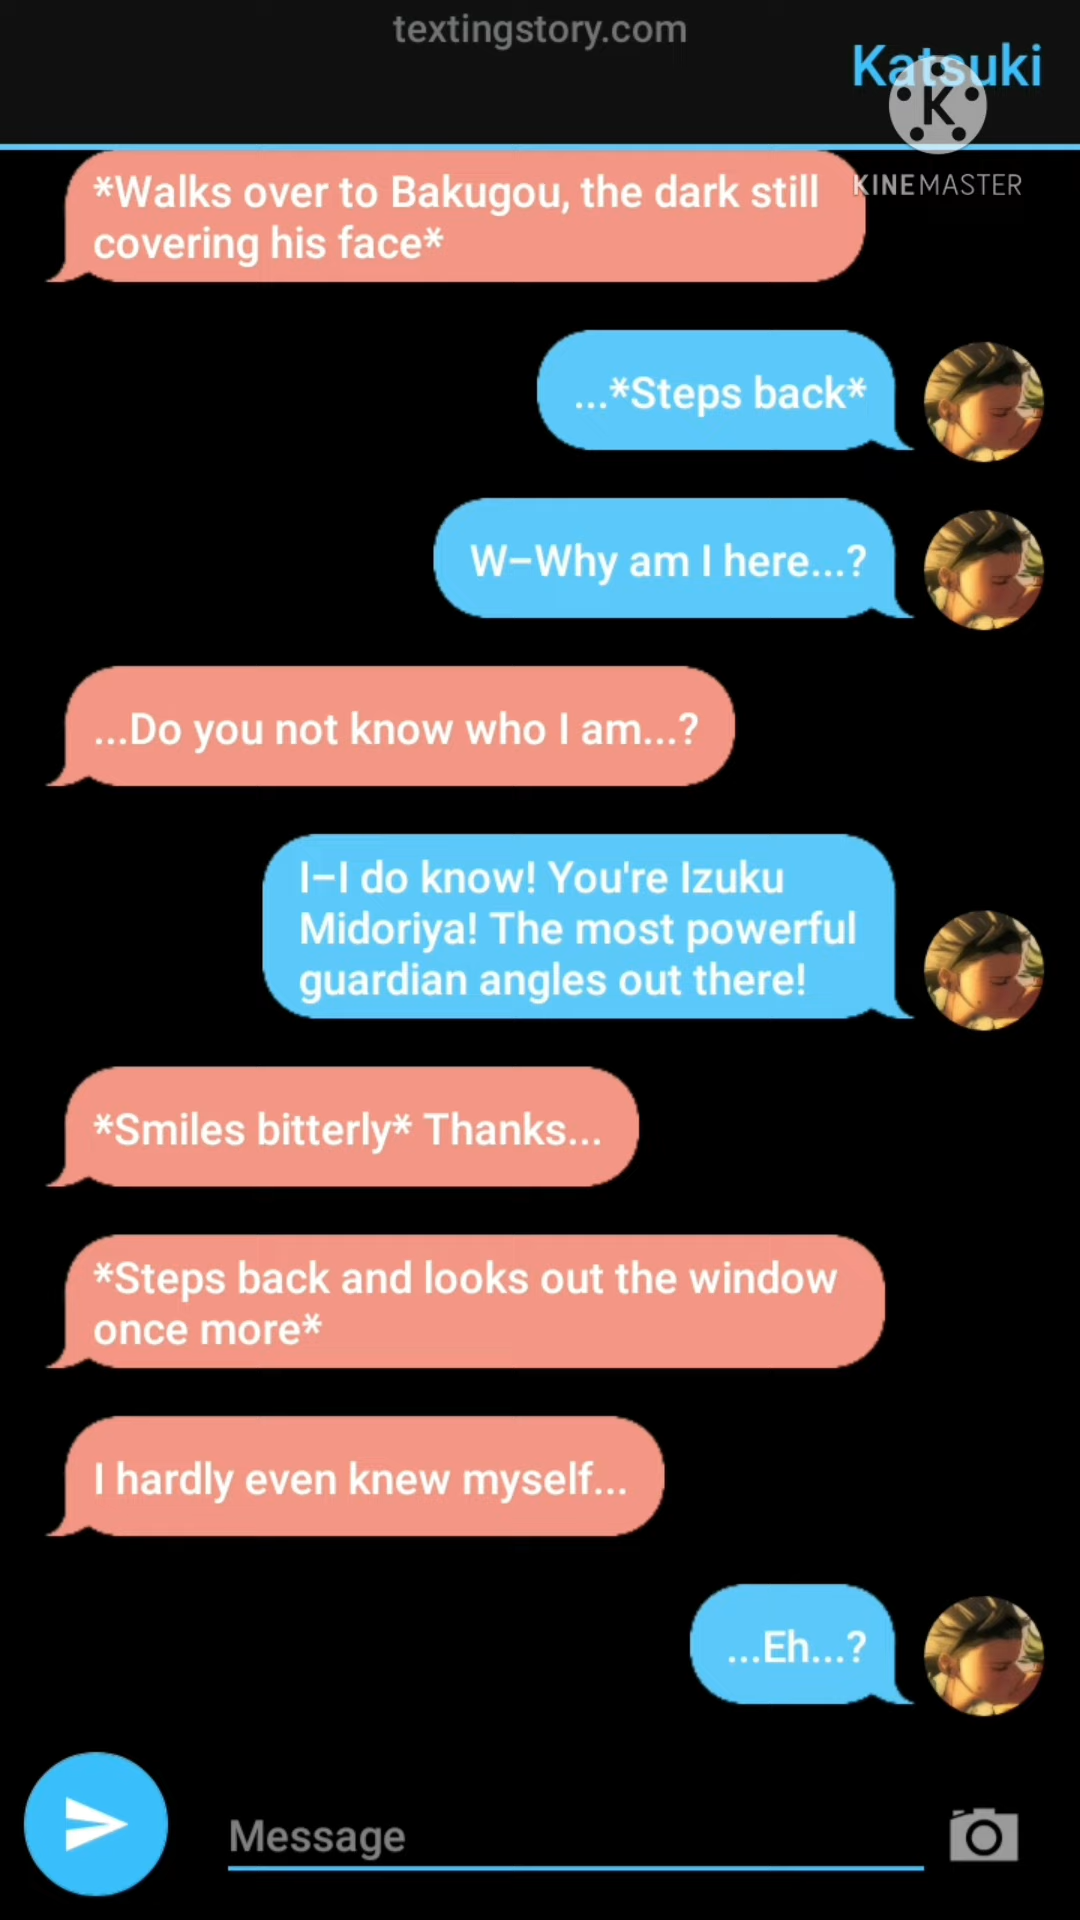 textingstory.com
Katsuki
K
KINEMASTER
*Walks over to Bakugou, the dark still
covering his face*
...*Steps back*
W–Why am I here...?
...Do you not know who I am...?
I–I do know! You're Izuku
Midoriya! The most powerful
guardian angles out there!
*Smiles bitterly* Thanks...
*Steps back and looks out the window
once more*
I hardly even knew myself...
...Eh...?
Message